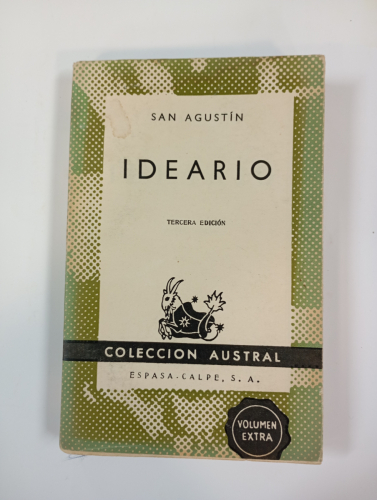 SAN AGUSTÍN
IDEARIO
TERCERA EDICIÓN
COLECCION AUSTRAL
ESPASA-CALPE, S. A.
VOLUMEN
EXTRA